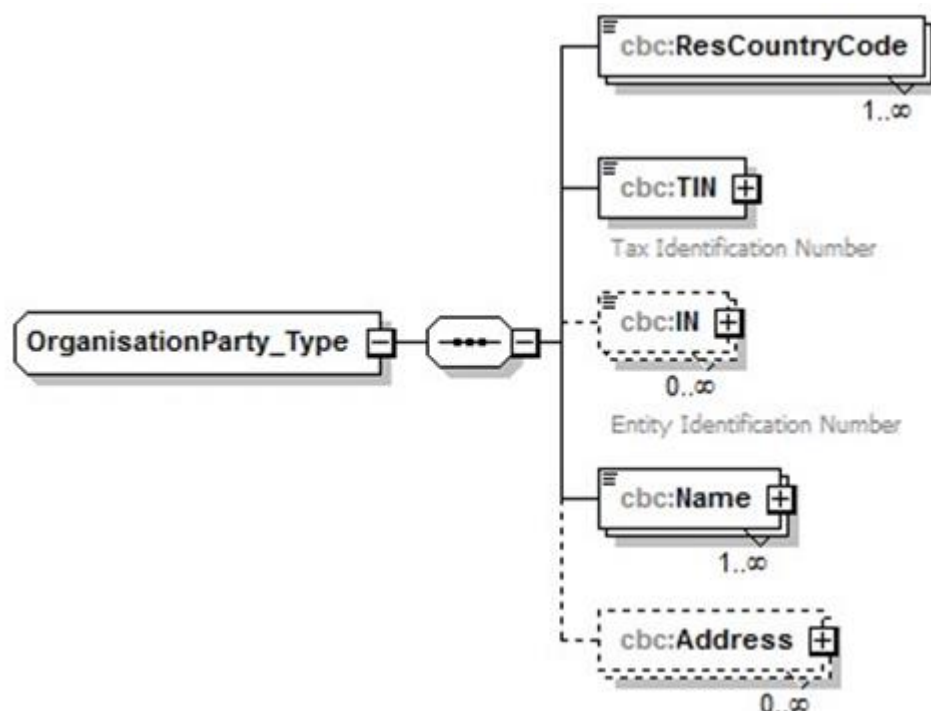 cbc:ResCountryCode
1..∞
cbc:TIN
Tax Identification Number
OrganisationParty_Type
cbc:IN
0..∞
Entity Identification Number
cbc:Name
1..∞
cbc:Address
0..∞